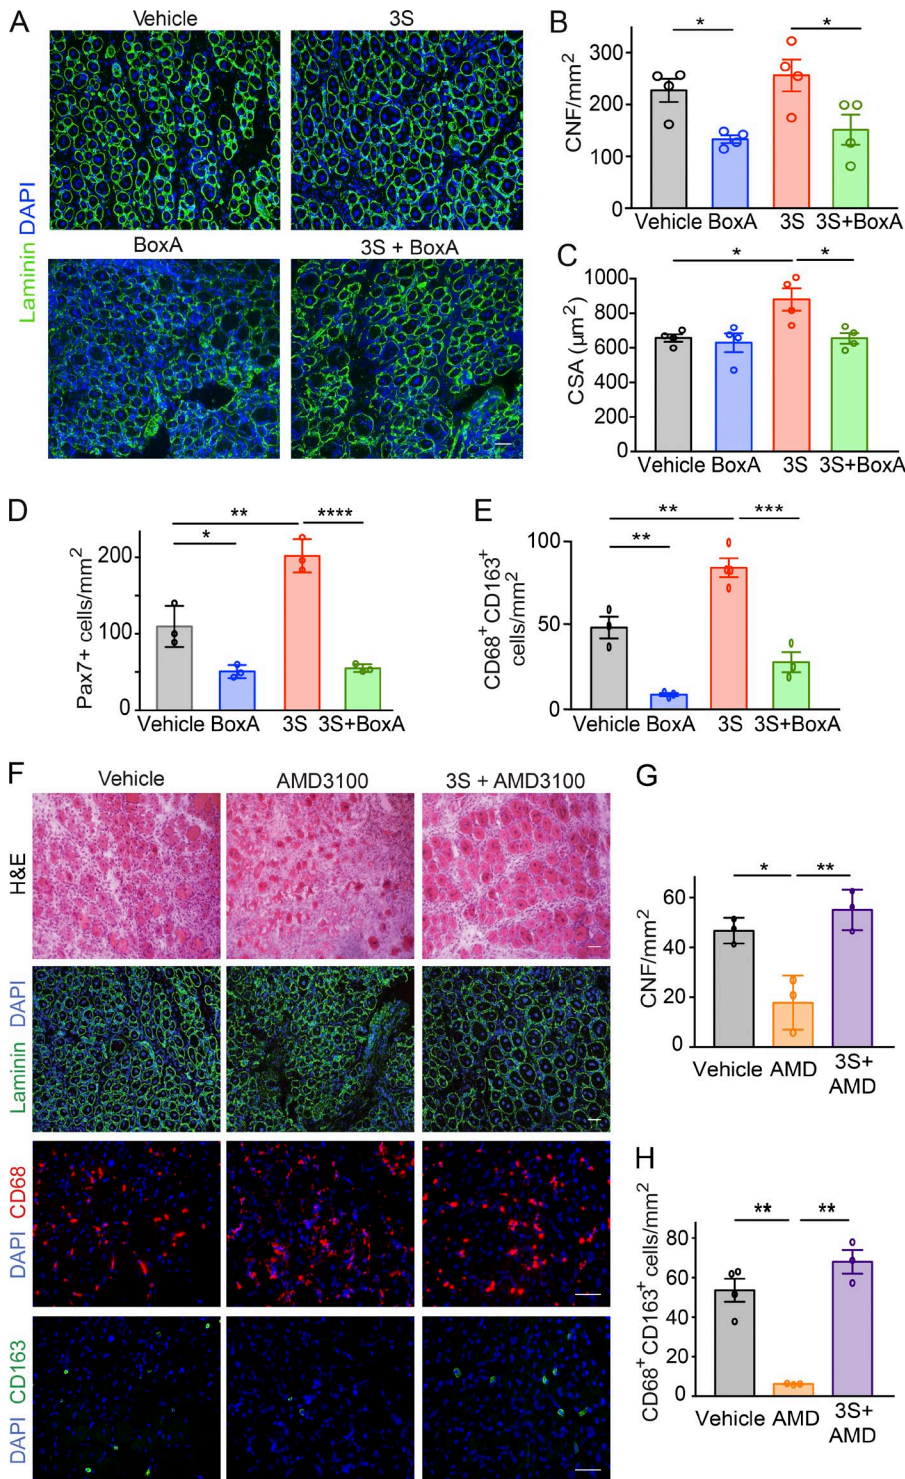 A
Vehicle
3S
BoxA
3S + BoxA
Laminin DAPI
B
CNF/mm2
300
200
100
0
*
*
Vehicle BoxA 3S 3S+BoxA
C
CSA (µm2)
1000
800
600
400
200
0
*
*
Vehicle BoxA 3S 3S+BoxA
D
Pax7+ cells/mm2
200
100
0
**
****
*
Vehicle BoxA 3S 3S+BoxA
E
CD68+ CD163+
cells/mm2
100
50
0
**
***
**
Vehicle BoxA 3S 3S+BoxA
F
Vehicle
AMD3100
3S + AMD3100
H&E
Laminin DAPI
DAPI CD68
DAPI CD163
G
CNF/mm2
60
40
20
0
*
**
Vehicle AMD 3S+
AMD
H
CD68+ CD163+ cells/mm2
80
60
40
20
0
**
**
Vehicle AMD 3S+
AMD